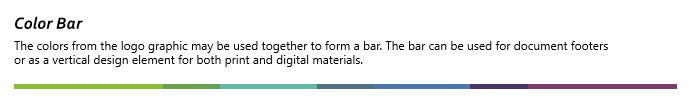 Color Bar
The colors from the logo graphic may be used together to form a bar. The bar can be used for document footers
or as a vertical design element for both print and digital materials.